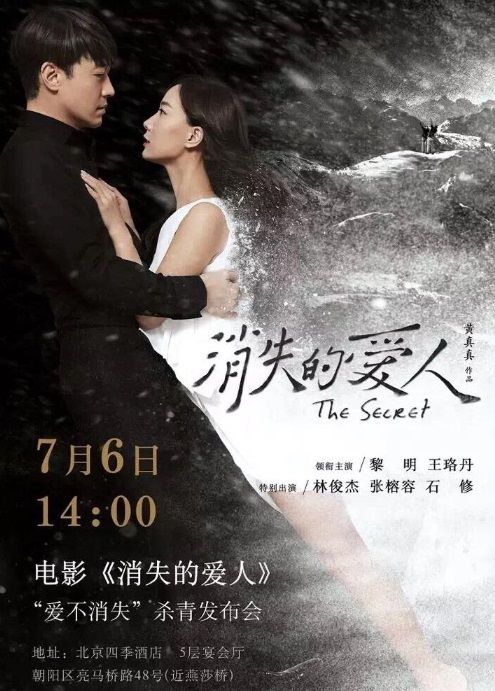 黄真真 作品
消失的爱人
The Secret
7月6日
14:00
领衔主演 / 黎 明 王珞丹
特别出演 / 林俊杰 张榕容 石 修
电影《消失的爱人》
“爱不消失”杀青发布会
地址：北京四季酒店 5层宴会厅
朝阳区亮马桥路48号(近燕莎桥)